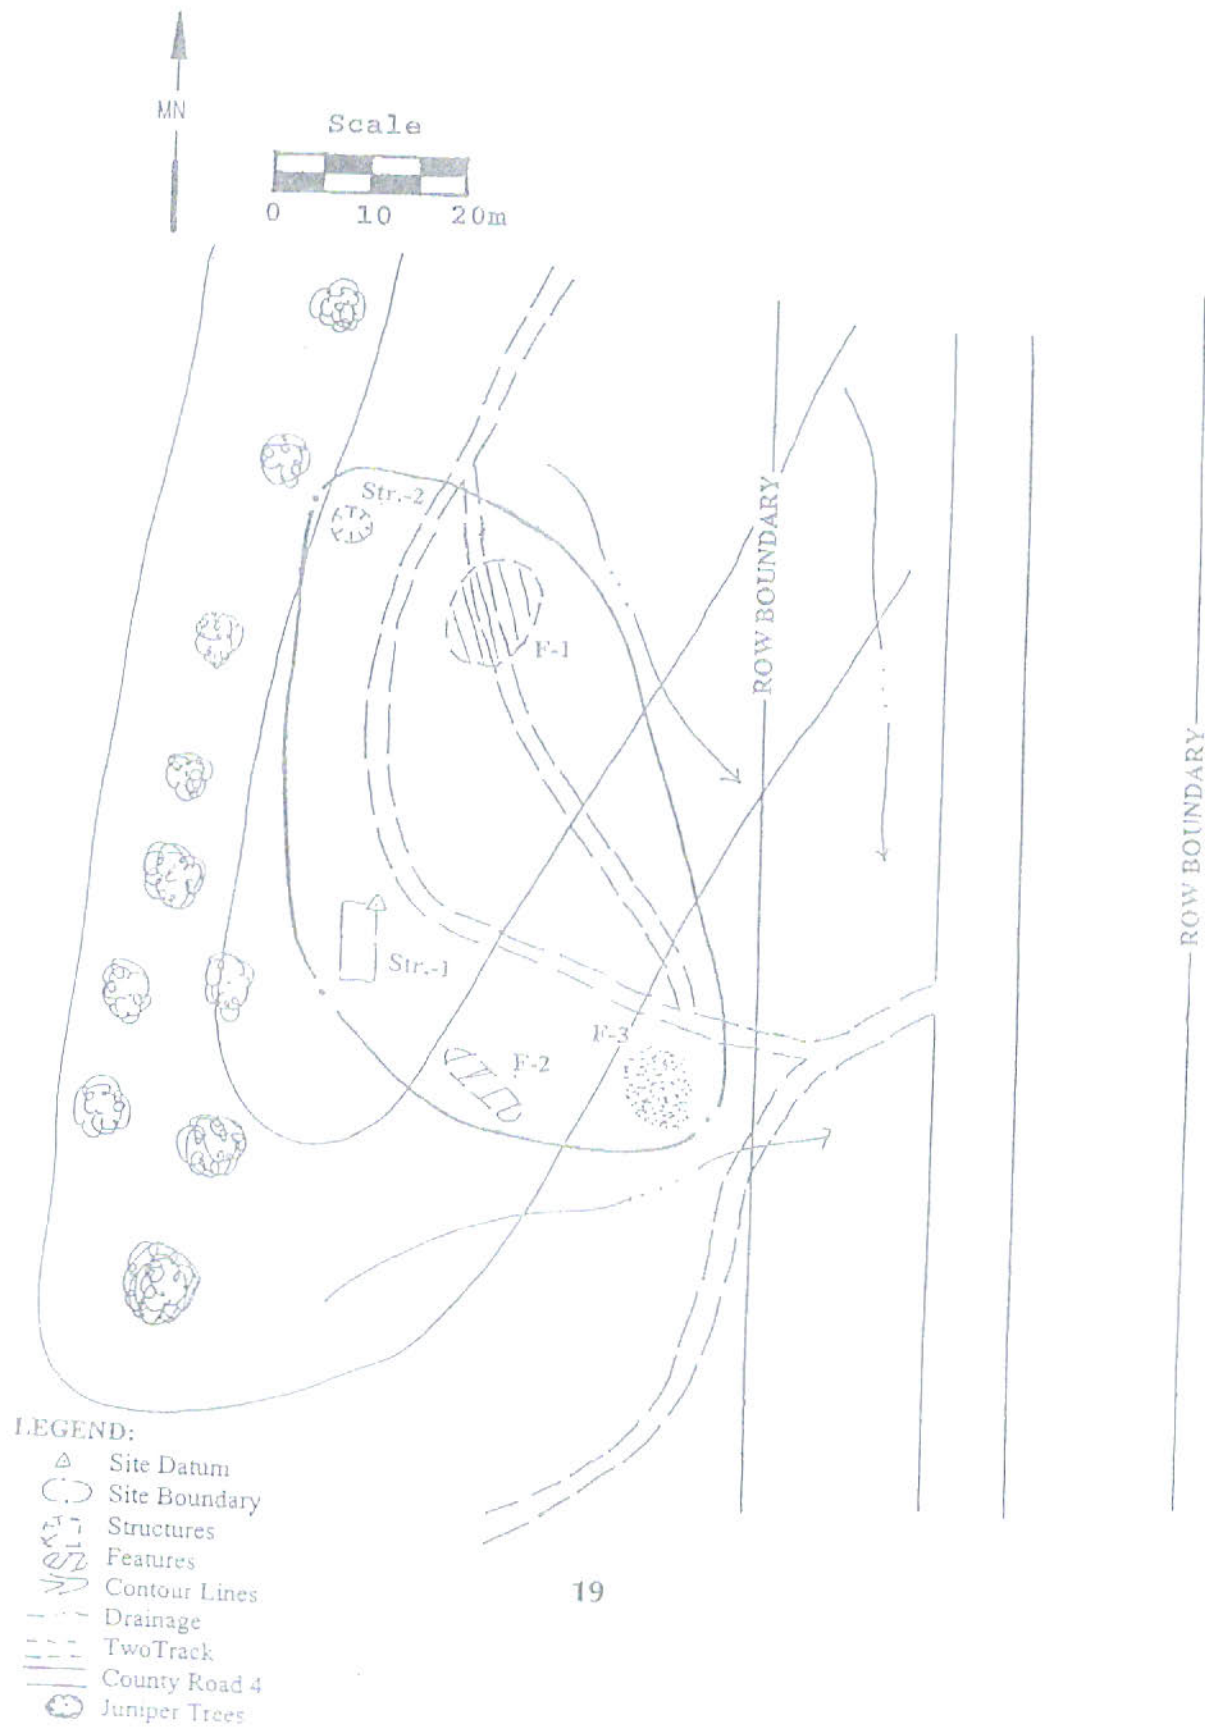 MN
Scale
0 10 20m
Str.-2
F-1
ROW BOUNDARY
ROW BOUNDARY
Str.-1
F-3
F-2
LEGEND:
Site Datum
Site Boundary
Structures
Features
Contour Lines
Drainage
TwoTrack
County Road 4
Juniper Trees
19